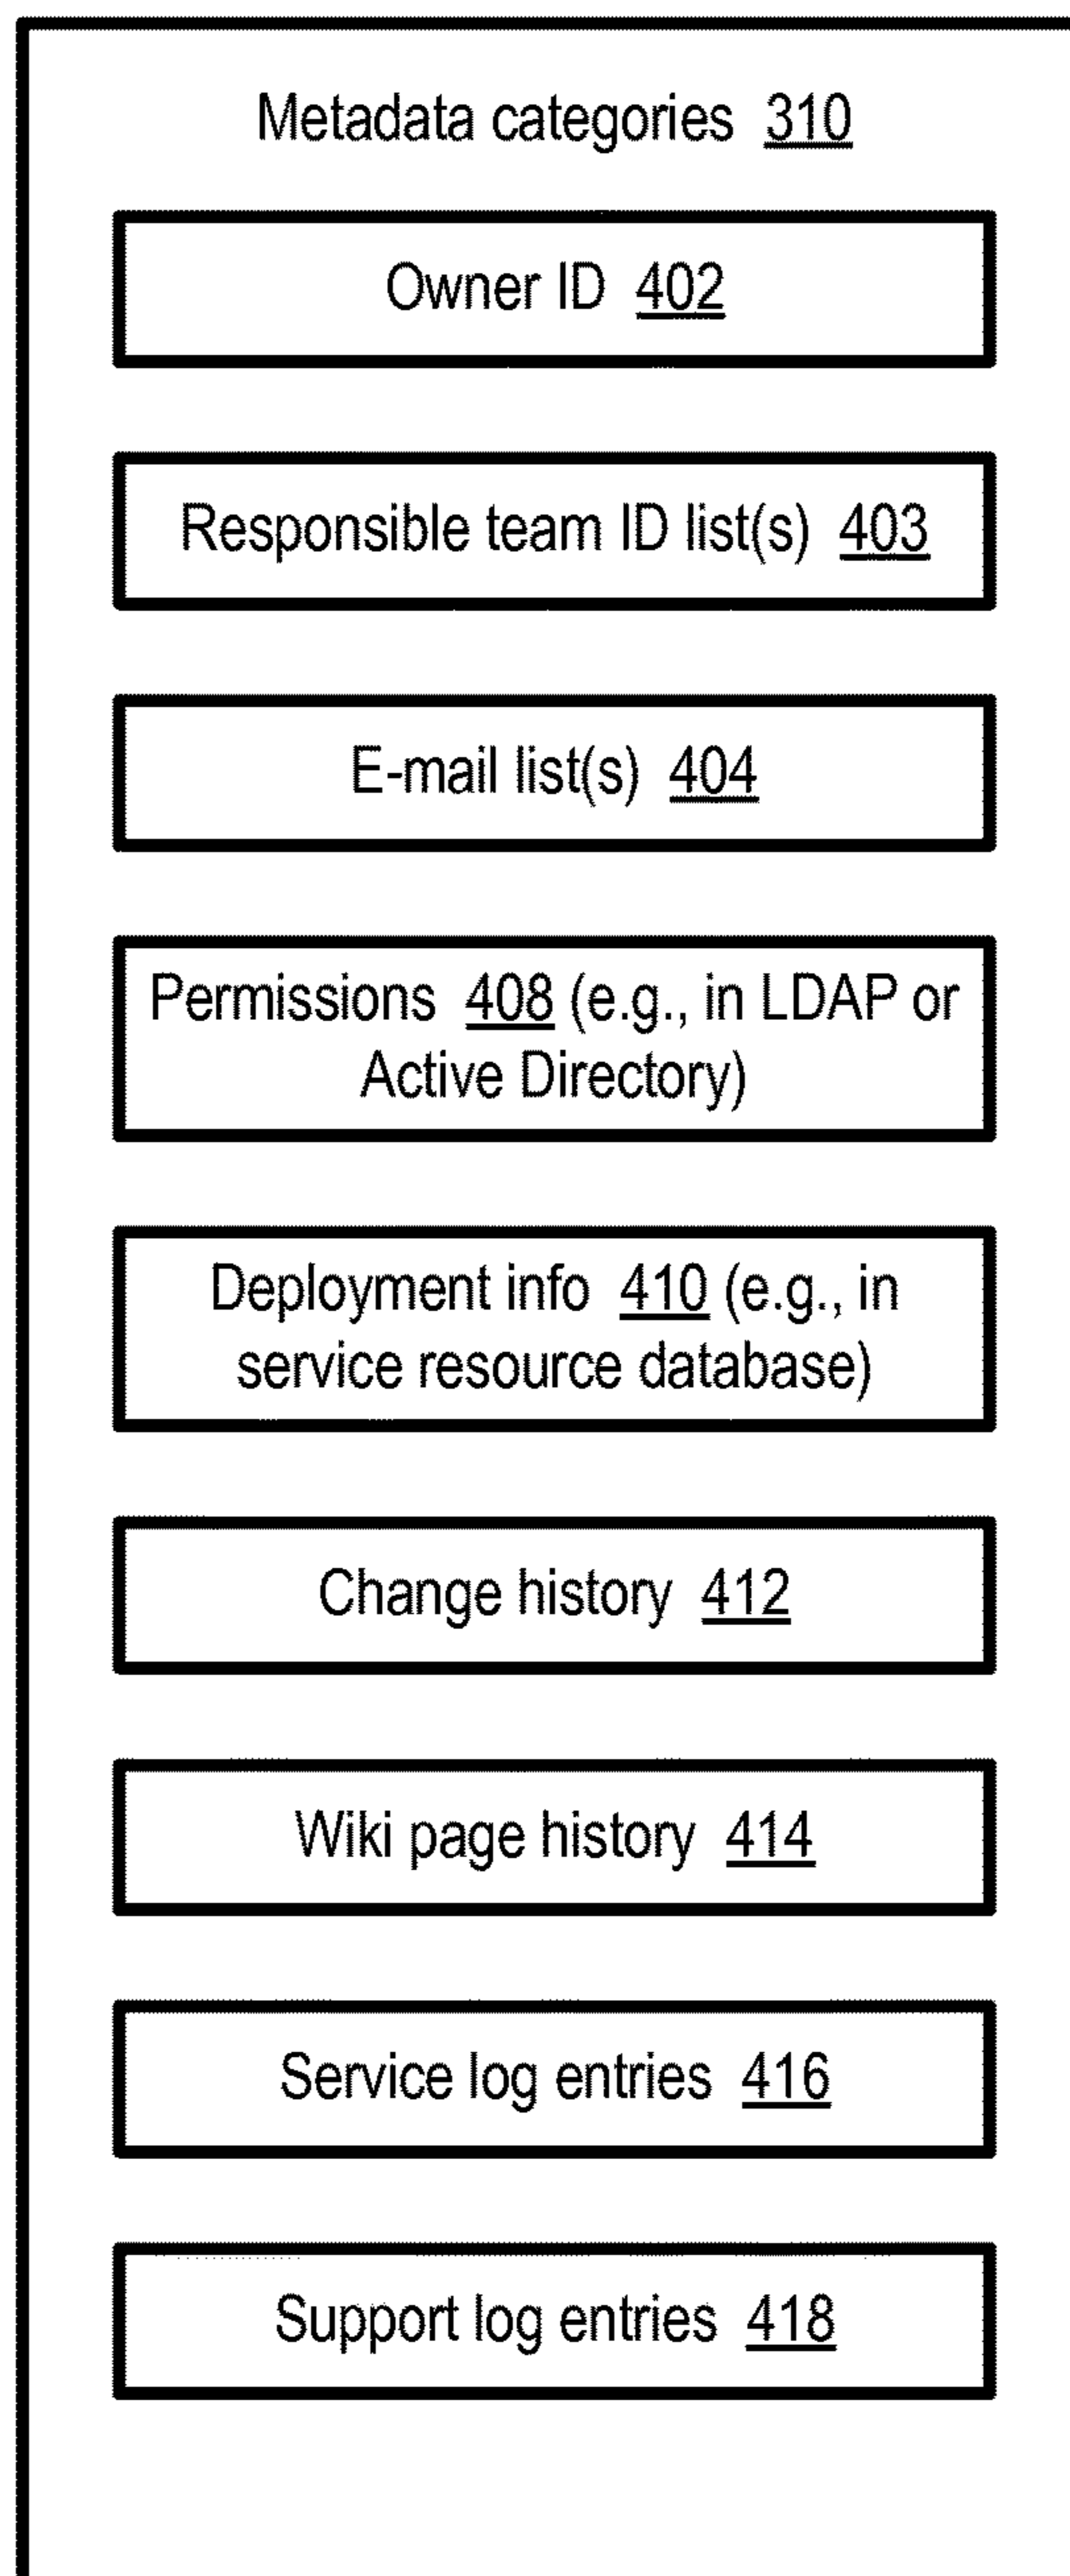 Metadata categories 310
Owner ID 402
Responsible team ID list(s) 403
E-mail list(s) 404
Permissions 408 (e.g., in LDAP or
Active Directory)
Deployment info 410 (e.g., in
service resource database)
Change history 412
Wiki page history 414
Service log entries 416
Support log entries 418